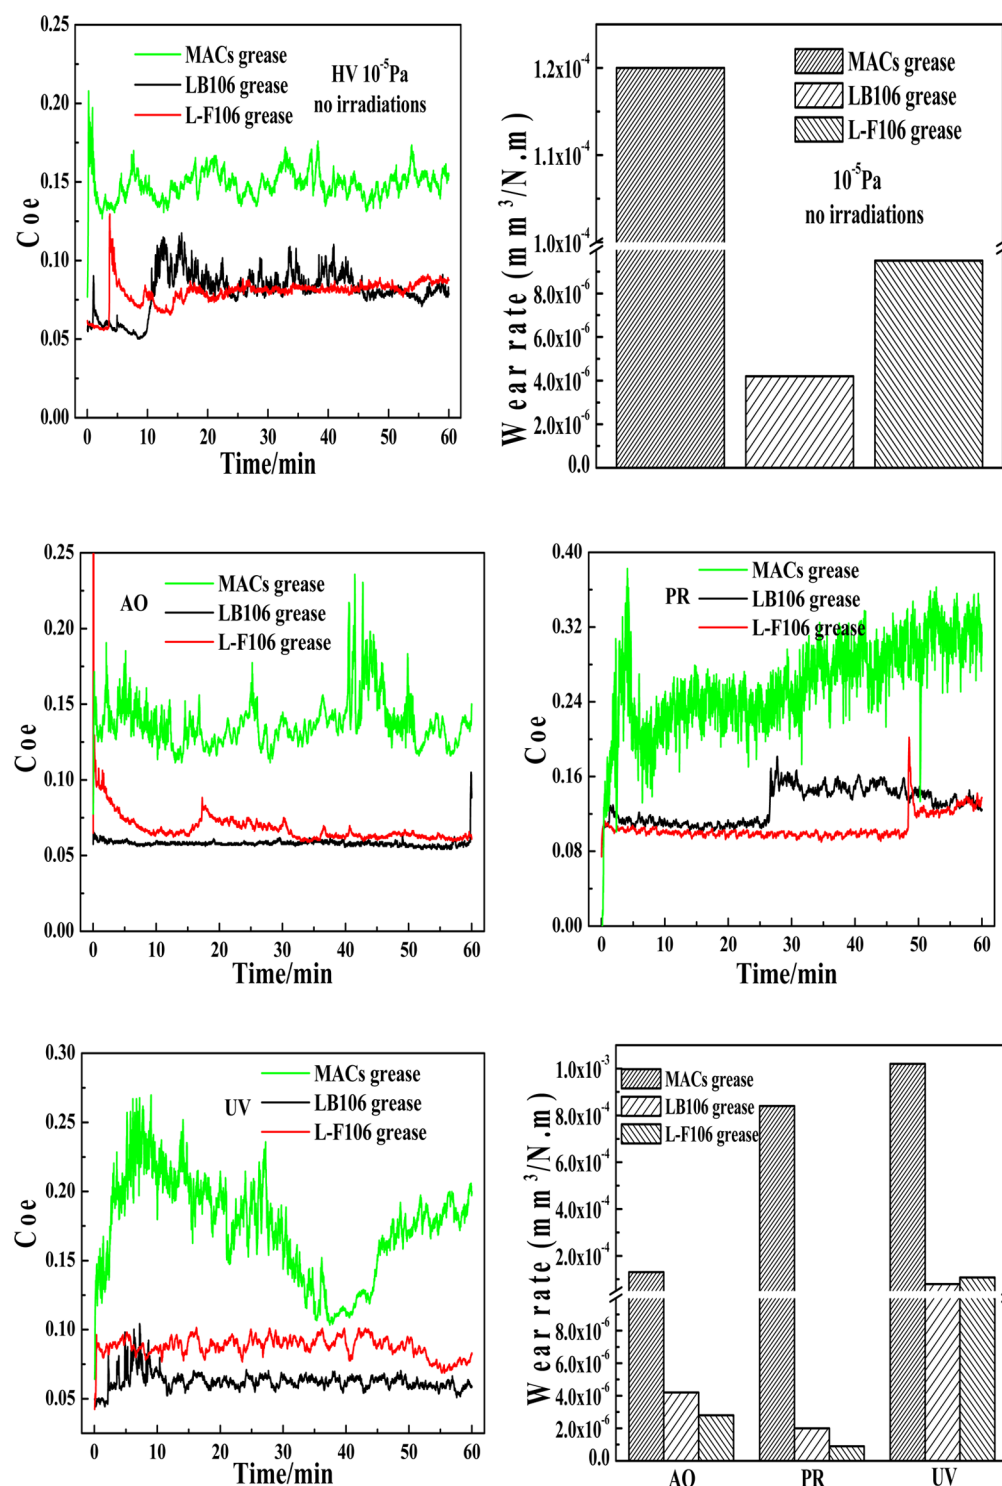 0.25
0.20
0.15
0.10
0.05
0.00
Coe
MACs grease
LB106 grease
L-F106 grease
HV 10⁻⁵Pa
no irradiations
0 10 20 30 40 50 60
Time/min
1.2x10⁻⁴
1.1x10⁻⁴
1.0x10⁻⁴
8.0x10⁻⁶
6.0x10⁻⁶
4.0x10⁻⁶
2.0x10⁻⁶
0.0
Wear rate (mm³/N.m)
MACs grease
LB106 grease
L-F106 grease
10⁻⁵Pa
no irradiations
0.25
0.20
0.15
0.10
0.05
0.00
Coe
AO
MACs grease
LB106 grease
L-F106 grease
0 10 20 30 40 50 60
Time/min
0.40
0.32
0.24
0.16
0.08
0.00
Coe
PR
MACs grease
LB106 grease
L-F106 grease
0 10 20 30 40 50 60
Time/min
0.30
0.25
0.20
0.15
0.10
0.05
Coe
UV
MACs grease
LB106 grease
L-F106 grease
0 10 20 30 40 50 60
Time/min
1.0x10⁻³
8.0x10⁻⁴
6.0x10⁻⁴
4.0x10⁻⁴
2.0x10⁻⁴
8.0x10⁻⁶
6.0x10⁻⁶
4.0x10⁻⁶
2.0x10⁻⁶
0.0
Wear rate (mm³/N.m)
MACs grease
LB106 grease
L-F106 grease
AO PR UV